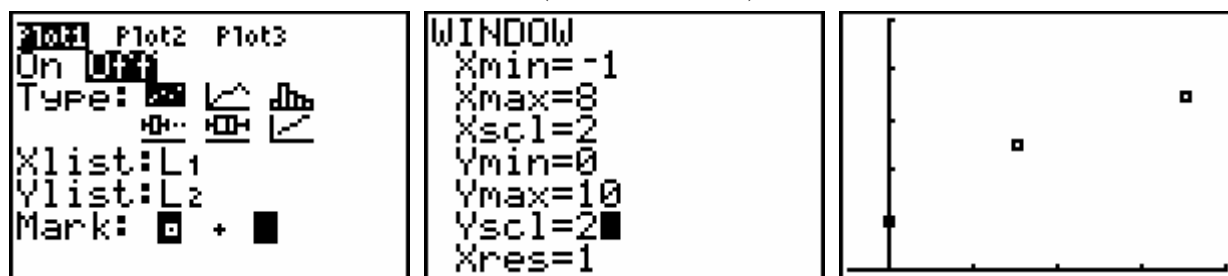 Plot1 Plot2 Plot3
On Off
Type:
Xlist:L1
Ylist:L2
Mark: +
WINDOW
Xmin=-1
Xmax=8
Xscl=2
Ymin=0
Ymax=10
Yscl=2
Xres=1